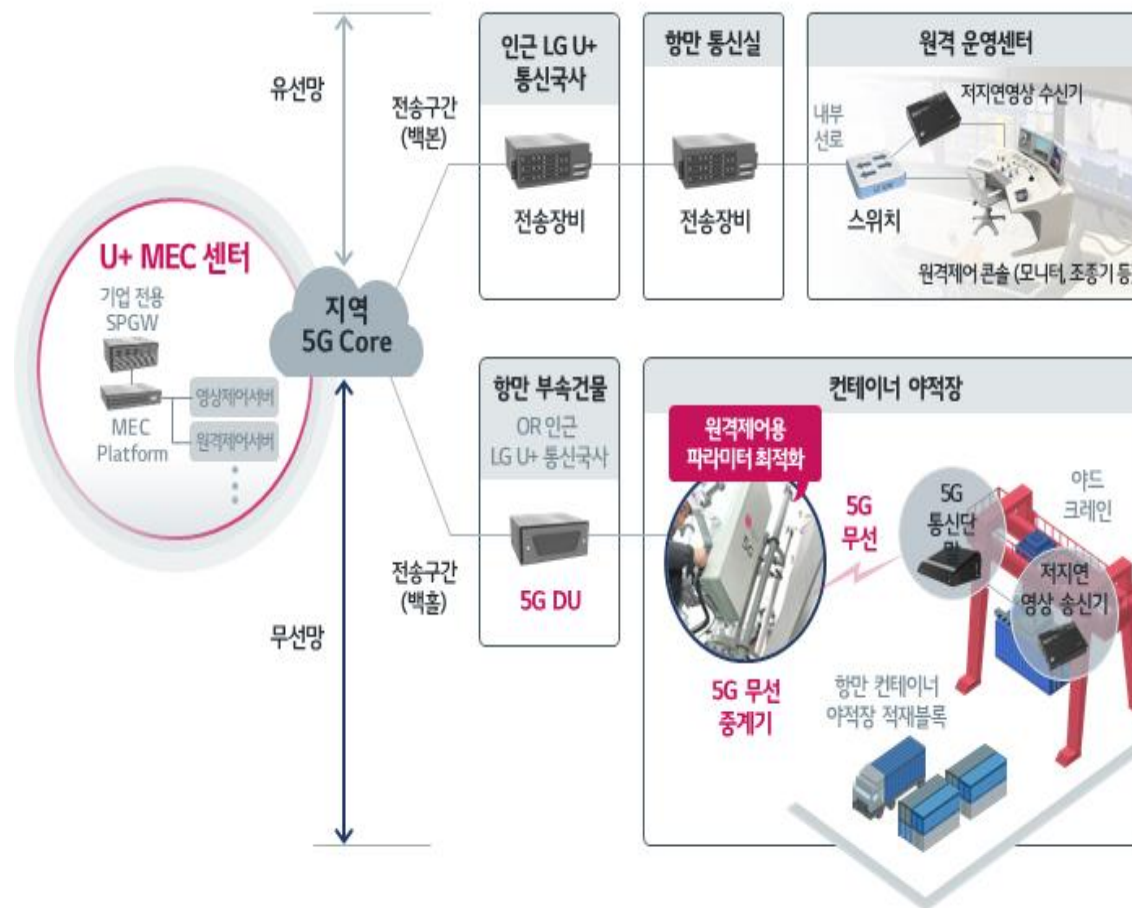 유선망
전송구간
(백본)
인근 LG U+
통신국사
전송장비
항만 통신실
전송장비
원격 운영센터
저지연영상 수신기
내부
선로
스위치
원격제어 콘솔 (모니터, 조종기 등)
U+ MEC 센터
기업 전용
SPGW
MEC
Platform
영상제어서버
원격제어서버
지역
5G Core
무선망
전송구간
(백홀)
항만 부속건물
OR 인근
LG U+ 통신국사
5G DU
컨테이너 야적장
원격제어용
파라미터 최적화
5G
5G 무선
중계기
5G
무선
5G
통신단
말
야드
크레인
저지연
영상 송신기
항만 컨테이너
야적장 적재블록